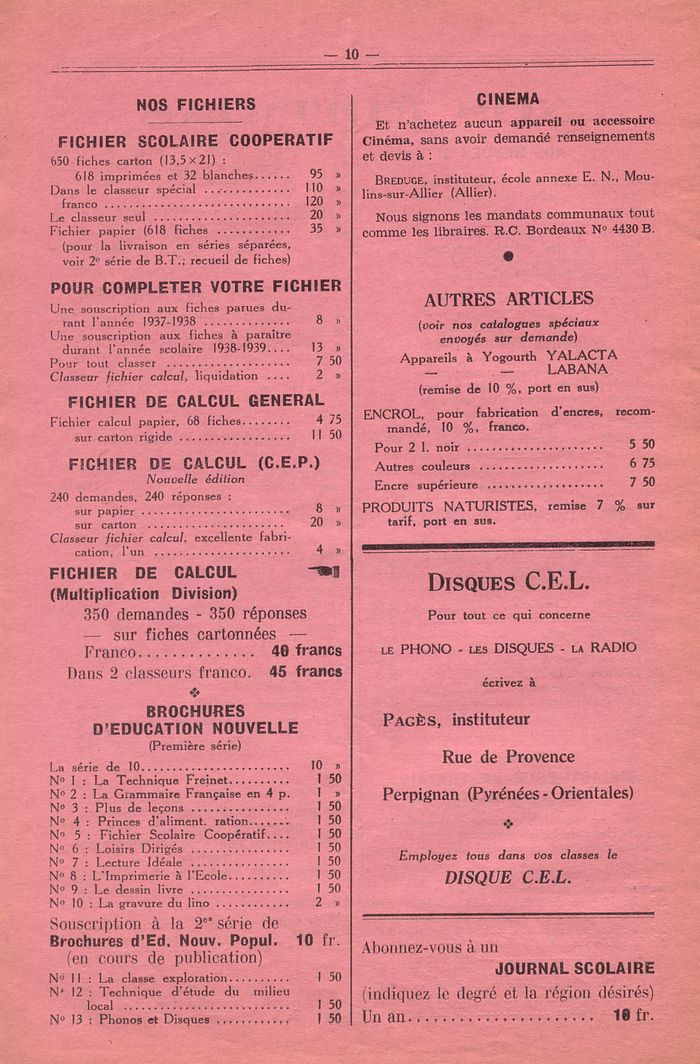 — 10 —
NOS FICHIERS
FICHIER SCOLAIRE COOPERATIF
650 fiches carton (13,5×21) :
618 imprimées et 32 blanches...... 95 »
Dans le classeur spécial ............. 110 »
franco ............................ 120 »
Le classeur seul ..................... 20 »
Fichier papier (618 fiches ........... 35 »
(pour la livraison en séries séparées,
voir 2e série de B.T.; recueil de fiches)
POUR COMPLETER VOTRE FICHIER
Une souscription aux fiches parues du-
rant l'année 1937-1938 ............. 8 »
Une souscription aux fiches à paraître
durant l'année scolaire 1938-1939.... 13 »
Pour tout classer ................... 7 50
Classeur fichier calcul, liquidation .... 2 »
FICHIER DE CALCUL GENERAL
Fichier calcul papier, 68 fiches........ 4 75
sur carton rigide ................. 11 50
FICHIER DE CALCUL (C.E.P.)
Nouvelle édition
240 demandes, 240 réponses :
sur papier ....................... 8 »
sur carton ....................... 20 »
Classeur fichier calcul, excellente fabri-
cation, l'un ..................... 4 »
FICHIER DE CALCUL
(Multiplication Division)
350 demandes - 350 réponses
— sur fiches cartonnées —
Franco.............. 40 francs
Dans 2 classeurs franco. 45 francs
BROCHURES
D'EDUCATION NOUVELLE
(Première série)
La série de 10....................... 10 »
No 1 : La Technique Freinet.......... 1 50
No 2 : La Grammaire Française en 4 p. 1 »
No 3 : Plus de leçons ............... 1 50
No 4 : Princes d'aliment. ration....... 1 50
No 5 : Fichier Scolaire Coopératif.... 1 50
No 6 : Loisirs Dirigés ............... 1 50
No 7 : Lecture Idéale ............... 1 50
No 8 : L'Imprimerie à l'Ecole......... 1 50
No 9 : Le dessin livre ............... 1 50
No 10 : La gravure du lino ........... 2 »
Souscription à la 2me série de
Brochures d'Ed. Nouv. Popul. 10 fr.
(en cours de publication)
No 11 : La classe exploration.......... 1 50
Nr 12 : Technique d'étude du milieu
local ........................... 1 50
No 13 : Phonos et Disques ............ 1 50
CINEMA
Et n'achetez aucun appareil ou accessoire
Cinéma, sans avoir demandé renseignements
et devis à :
BREDUGE, instituteur, école annexe E. N., Mou-
lins-sur-Allier (Allier).
Nous signons les mandats communaux tout
comme les libraires. R.C. Bordeaux No 4430 B.
AUTRES ARTICLES
(voir nos catalogues spéciaux
envoyés sur demande)
Appareils à Yogourth YALACTA
— — LABANA
(remise de 10 %, port en sus)
ENCROL, pour fabrication d'encres, recom-
mandé, 10 %, franco.
Pour 2 l. noir ...................... 5 50
Autres couleurs .................... 6 75
Encre supérieure .................. 7 50
PRODUITS NATURISTES, remise 7 % sur
tarif, port en sus.
DISQUES C.E.L.
Pour tout ce qui concerne
LE PHONO - LES DISQUES - LA RADIO
écrivez à
PAGÈS, instituteur
Rue de Provence
Perpignan (Pyrénées-Orientales)
Employez tous dans vos classes le
DISQUE C.E.L.
Abonnez-vous à un
JOURNAL SCOLAIRE
(indiquez le degré et la région désirés)
Un an........................ 10 fr.